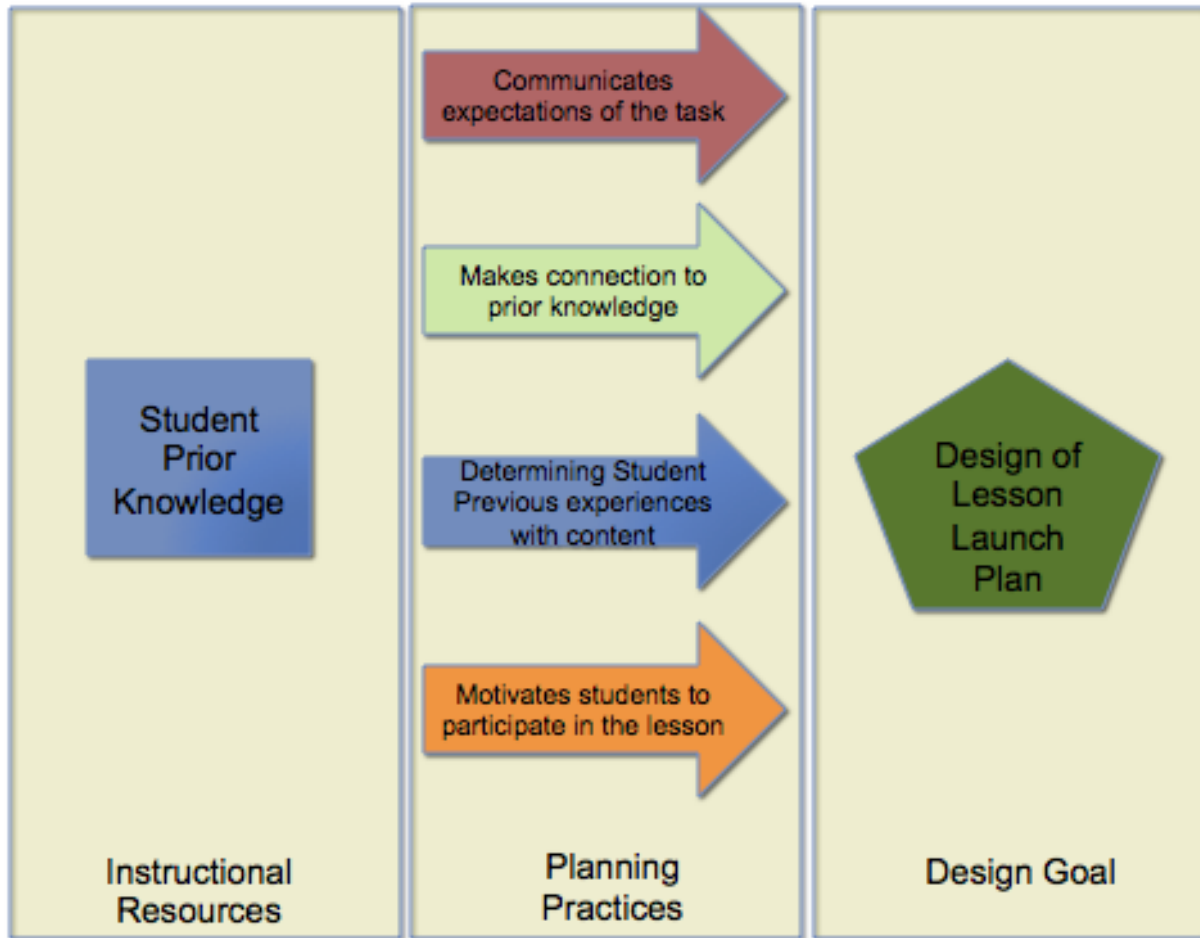 Student
Prior
Knowledge
Instructional
Resources
Communicates
expectations of the task
Makes connection to
prior knowledge
Determining Student
Previous experiences
with content
Motivates students to
participate in the lesson
Planning
Practices
Design of
Lesson
Launch
Plan
Design Goal